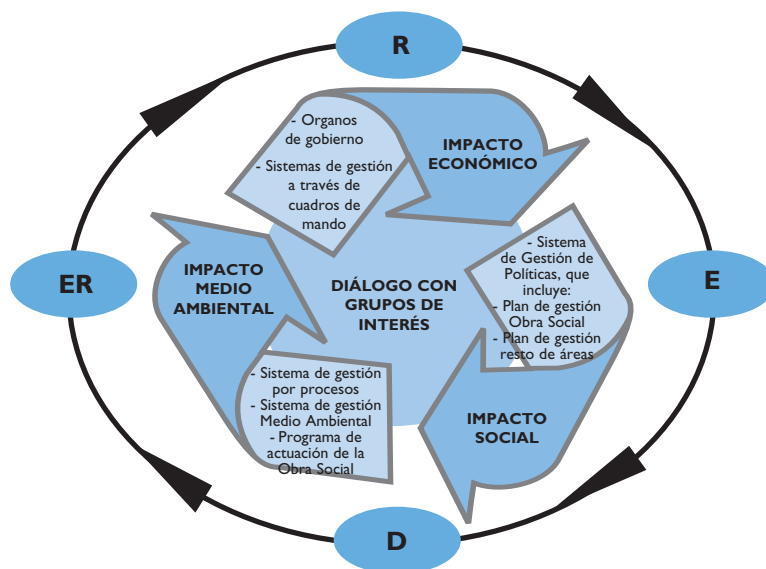 R
- Organos
de gobierno
- Sistemas de gestión
a través de
cuadros de
mando
IMPACTO
ECONÓMICO
ER
IMPACTO
MEDIO
AMBIENTAL
DIÁLOGO CON
GRUPOS DE
INTERÉS
- Sistema
de Gestión de
Políticas, que
incluye:
- Plan de gestión
Obra Social
- Plan de gestión
resto de áreas
E
- Sistema de gestión
por procesos
- Sistema de gestión
Medio Ambiental
- Programa de
actuación de la
Obra Social
IMPACTO
SOCIAL
D